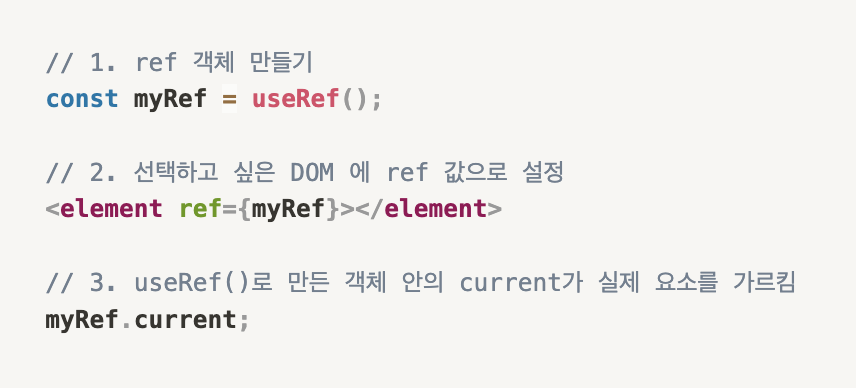 // 1. ref 객체 만들기
const myRef = useRef();
// 2. 선택하고 싶은 DOM 에 ref 값으로 설정
<element ref={myRef}></element>
// 3. useRef()로 만든 객체 안의 current가 실제 요소를 가르킴
myRef.current;